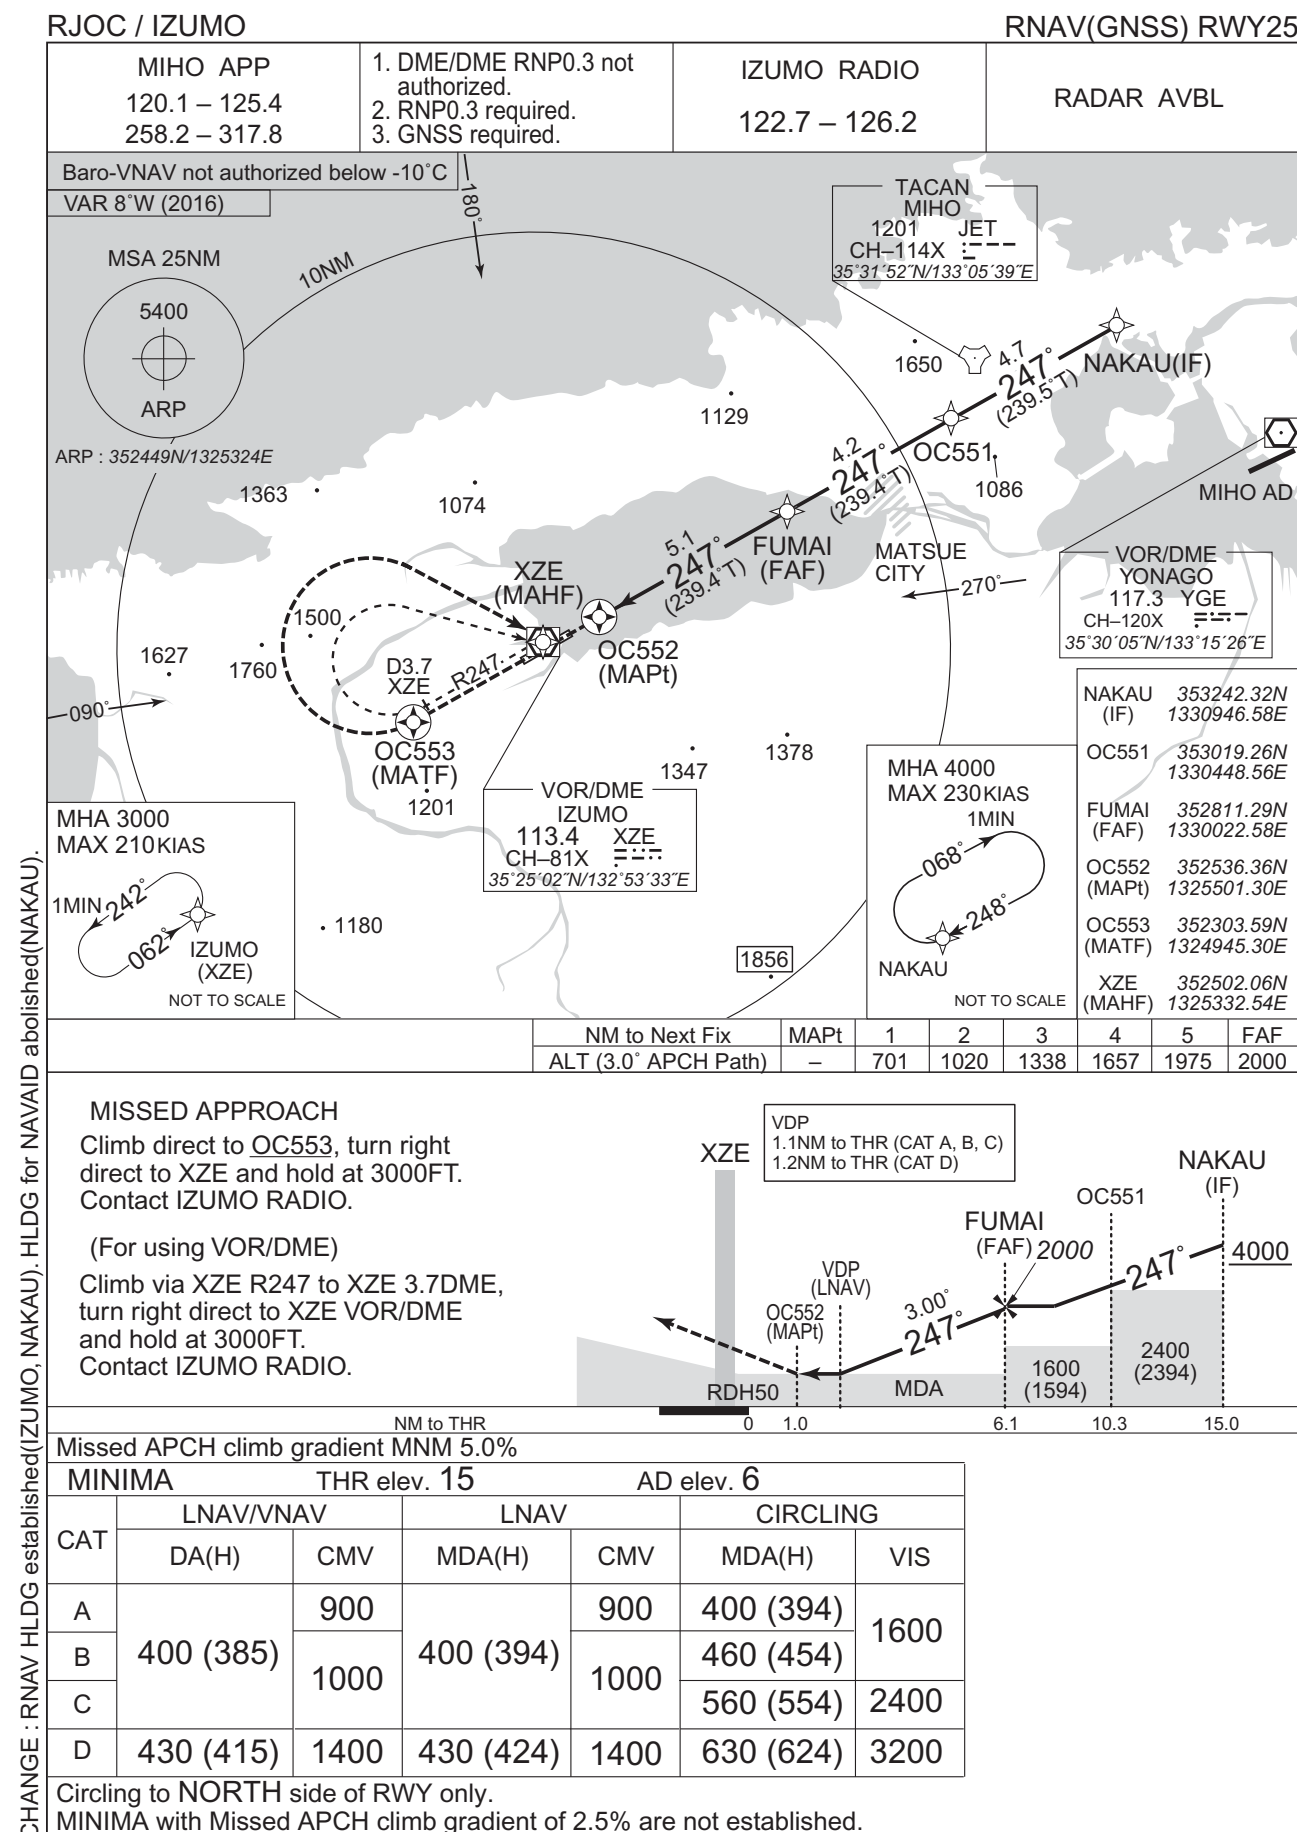 RJOC / IZUMO
RNAV(GNSS) RWY25
MIHO APP
120.1 – 125.4
258.2 – 317.8
1. DME/DME RNP0.3 not
authorized.
2. RNP0.3 required.
3. GNSS required.
IZUMO RADIO
122.7 – 126.2
RADAR AVBL
Baro-VNAV not authorized below -10˚C
VAR 8˚W (2016)
180˚
MSA 25NM
5400
ARP
ARP : 352449N/1325324E
10NM
TACAN
MIHO
1201 JET
CH–114X
35˚31´52˝N/133˚05´39˝E
1650
4.7
247˚
(239.5˚T)
NAKAU(IF)
1129
OC551
4.2
247˚
(239.4˚T)
1086
MIHO AD
1363
1074
5.1
247˚
(239.4˚T)
FUMAI
(FAF)
MATSUE
CITY
270˚
VOR/DME
YONAGO
117.3 YGE
CH–120X
35˚30´05˝N/133˚15´26˝E
XZE
(MAHF)
OC552
(MAPt)
1500
1627
1760
D3.7
XZE
R247
090˚
OC553
(MATF)
1201
1347
1378
VOR/DME
IZUMO
113.4 XZE
CH–81X
35˚25´02˝N/132˚53´33˝E
MHA 3000
MAX 210KIAS
1MIN
242˚
062˚
IZUMO
(XZE)
NOT TO SCALE
1180
1856
MHA 4000
MAX 230KIAS
1MIN
068˚
248˚
NAKAU
NOT TO SCALE
NAKAU 353242.32N
(IF) 1330946.58E
OC551 353019.26N
1330448.56E
FUMAI 352811.29N
(FAF) 1330022.58E
OC552 352536.36N
(MAPt) 1325501.30E
OC553 352303.59N
(MATF) 1324945.30E
XZE 352502.06N
(MAHF) 1325332.54E
NM to Next Fix MAPt 1 2 3 4 5 FAF
ALT (3.0˚ APCH Path) – 701 1020 1338 1657 1975 2000
MISSED APPROACH
Climb direct to OC553, turn right
direct to XZE and hold at 3000FT.
Contact IZUMO RADIO.
(For using VOR/DME)
Climb via XZE R247 to XZE 3.7DME,
turn right direct to XZE VOR/DME
and hold at 3000FT.
Contact IZUMO RADIO.
VDP
1.1NM to THR (CAT A, B, C)
1.2NM to THR (CAT D)
XZE
NAKAU
(IF)
OC551
FUMAI
(FAF) 2000
4000
247˚
VDP
(LNAV)
OC552
(MAPt)
3.00˚
247˚
RDH50
MDA
1600
(1594)
2400
(2394)
NM to THR 0 1.0 6.1 10.3 15.0
Missed APCH climb gradient MNM 5.0%
MINIMA THR elev. 15 AD elev. 6
CAT LNAV/VNAV LNAV CIRCLING
DA(H) CMV MDA(H) CMV MDA(H) VIS
A 400 (385) 900 400 (394) 900 400 (394) 1600
B 1000 1000 460 (454)
C 560 (554) 2400
D 430 (415) 1400 430 (424) 1400 630 (624) 3200
Circling to NORTH side of RWY only.
MINIMA with Missed APCH climb gradient of 2.5% are not established.
CHANGE : RNAV HLDG established(IZUMO, NAKAU). HLDG for NAVAID abolished(NAKAU).